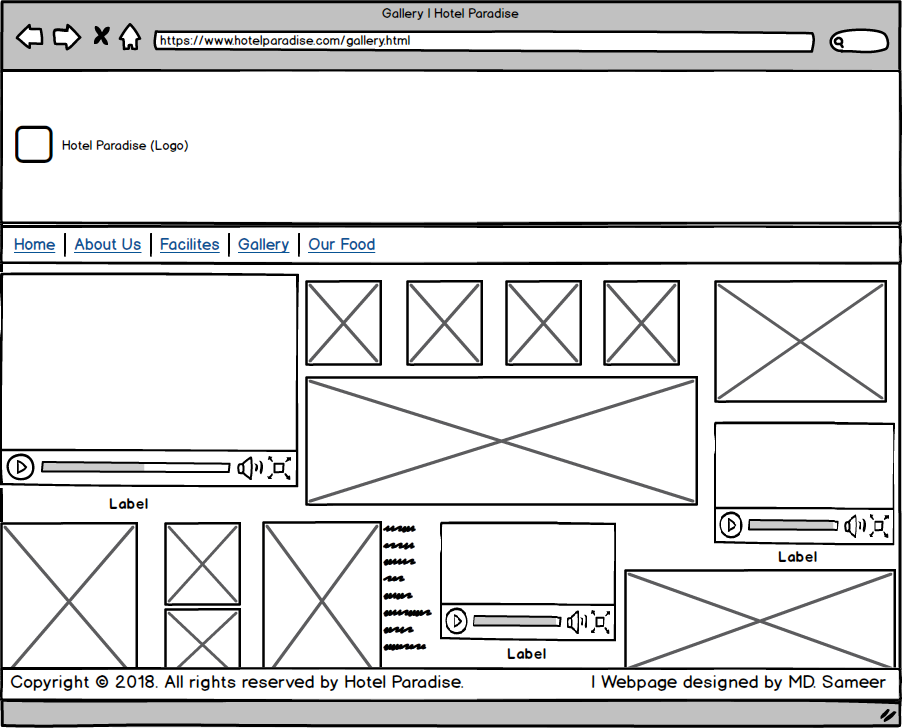 Gallery | Hotel Paradise
https://www.hotelparadise.com/gallery.html
Hotel Paradise (Logo)
Home About Us Facilites Gallery Our Food
Label
Label
Label
Copyright © 2018. All rights reserved by Hotel Paradise. | Webpage designed by MD. Sameer